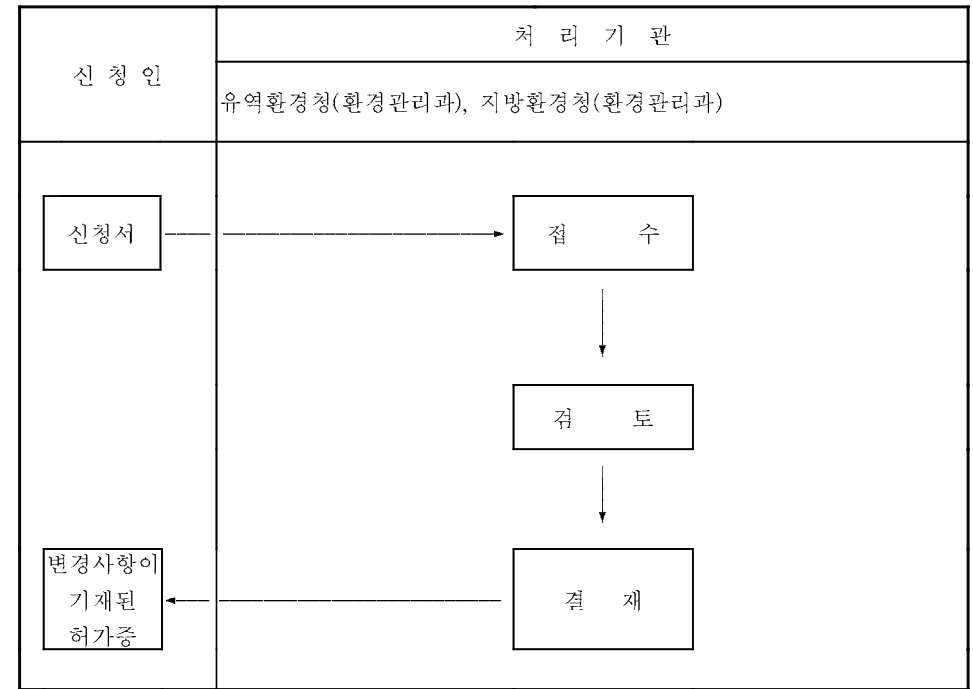 신 청 인
처 리 기 관
유역환경청(환경관리과), 지방환경청(환경관리과)
신청서
접 수
검 토
결 재
변경사항이
기재된
허가증